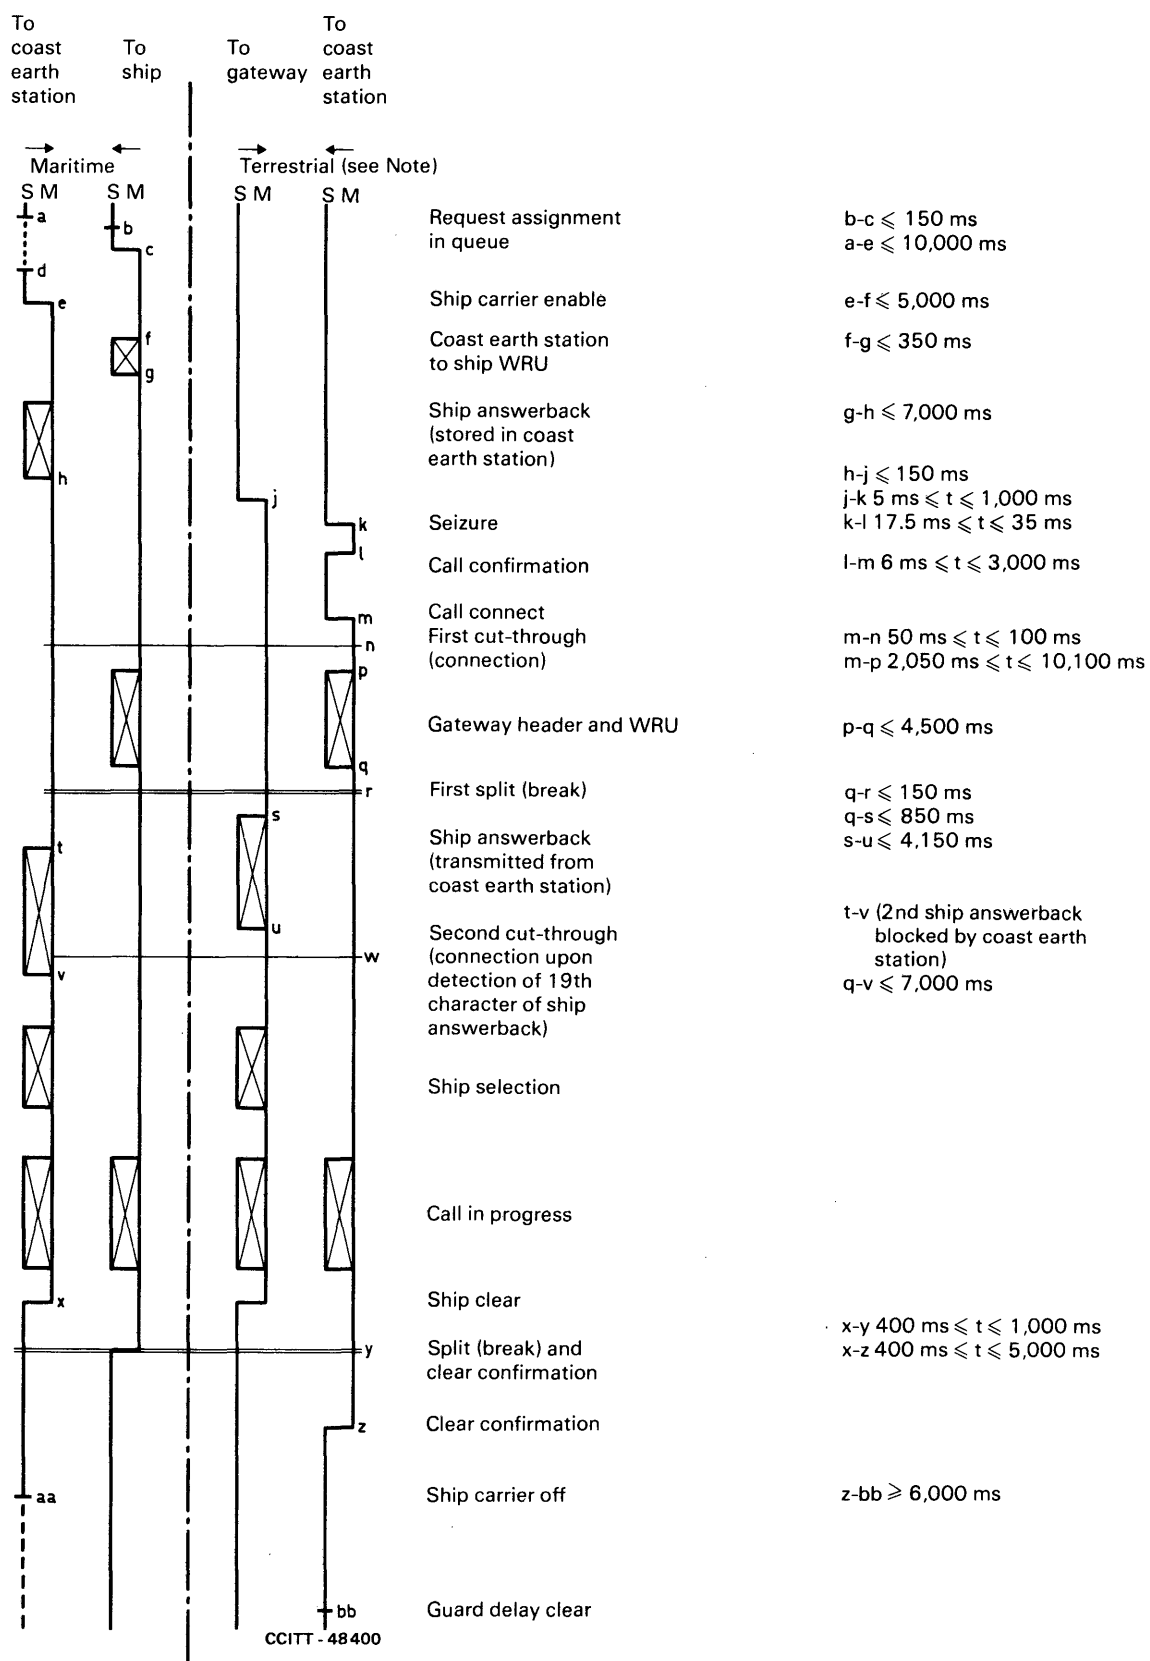 To
coast
earth
station
To
ship
To
gateway
To
coast
earth
station
Maritime
Terrestrial (see Note)
S M
S M
S M
S M
a
b
c
d
e
f
g
h
j
k
l
m
n
p
q
r
s
t
u
v
w
x
y
z
aa
bb
Request assignment
in queue
b-c ⩽ 150 ms
a-e ⩽ 10,000 ms
Ship carrier enable
e-f ⩽ 5,000 ms
Coast earth station
to ship WRU
f-g ⩽ 350 ms
Ship answerback
(stored in coast
earth station)
g-h ⩽ 7,000 ms
h-j ⩽ 150 ms
j-k 5 ms ⩽ t ⩽ 1,000 ms
Seizure
k-l 17.5 ms ⩽ t ⩽ 35 ms
Call confirmation
l-m 6 ms ⩽ t ⩽ 3,000 ms
Call connect
First cut-through
(connection)
m-n 50 ms ⩽ t ⩽ 100 ms
m-p 2,050 ms ⩽ t ⩽ 10,100 ms
Gateway header and WRU
p-q ⩽ 4,500 ms
First split (break)
q-r ⩽ 150 ms
q-s ⩽ 850 ms
s-u ⩽ 4,150 ms
Ship answerback
(transmitted from
coast earth station)
t-v (2nd ship answerback
blocked by coast earth
station)
q-v ⩽ 7,000 ms
Second cut-through
(connection upon
detection of 19th
character of ship
answerback)
Ship selection
Call in progress
Ship clear
x-y 400 ms ⩽ t ⩽ 1,000 ms
x-z 400 ms ⩽ t ⩽ 5,000 ms
Split (break) and
clear confirmation
Clear confirmation
Ship carrier off
z-bb ⩾ 6,000 ms
Guard delay clear
CCITT - 48400